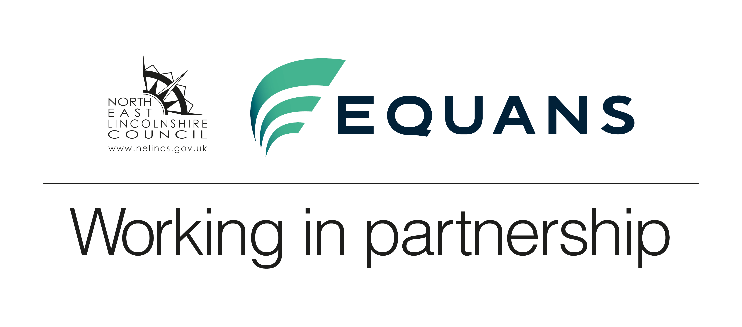 NORTH
EAST
LINCOLNSHIRE
COUNCIL
www.nelincs.gov.uk
EQUANS
Working in partnership